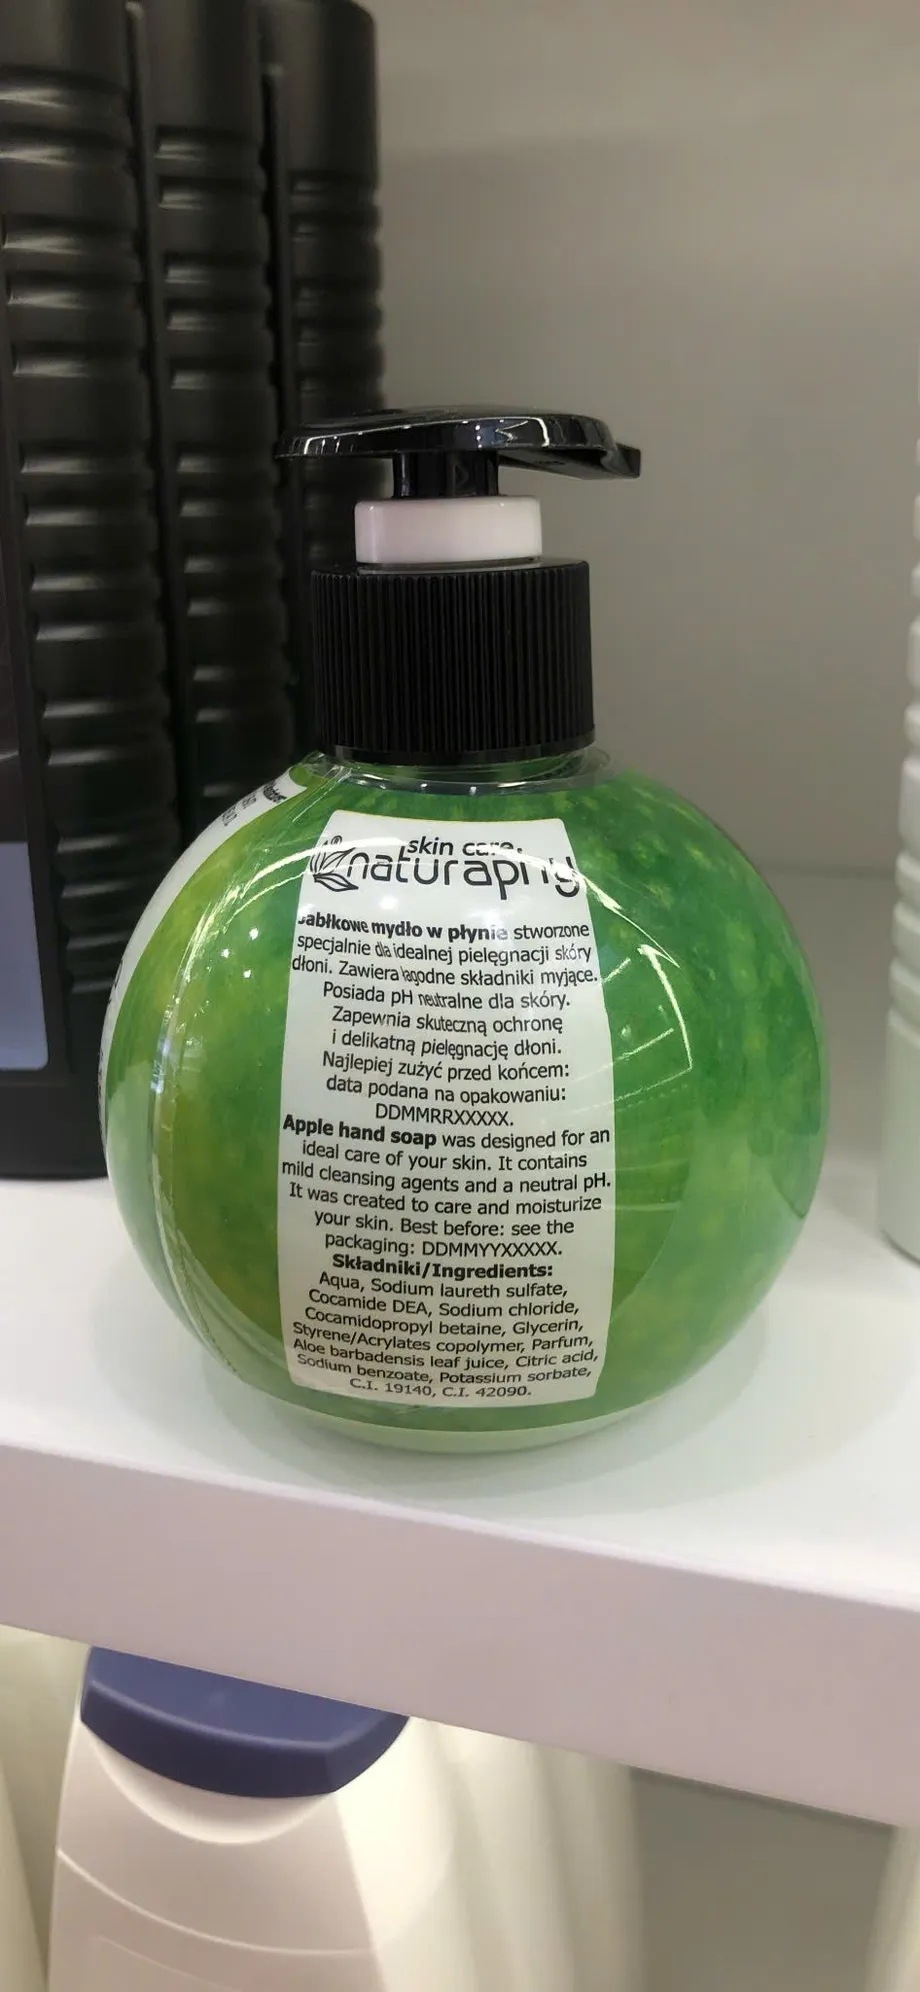 skin care
naturaphy
Jabłkowe mydło w płynie stworzone
specjalnie dla idealnej pielęgnacji skóry
dłoni. Zawiera łagodne składniki myjące.
Posiada pH neutralne dla skóry.
Zapewnia skuteczną ochronę
i delikatną pielęgnację dłoni.
Najlepiej zużyć przed końcem:
data podana na opakowaniu:
DDMMRRXXXXX.
Apple hand soap was designed for an
ideal care of your skin. It contains
mild cleansing agents and a neutral pH.
It was created to care and moisturize
your skin. Best before: see the
packaging: DDMMYYXXXXX.
Składniki/Ingredients:
Aqua, Sodium laureth sulfate,
Cocamide DEA, Sodium chloride,
Cocamidopropyl betaine, Glycerin,
Styrene/Acrylates copolymer, Parfum,
Aloe barbadensis leaf juice, Citric acid,
Sodium benzoate, Potassium sorbate,
C.I. 19140, C.I. 42090.